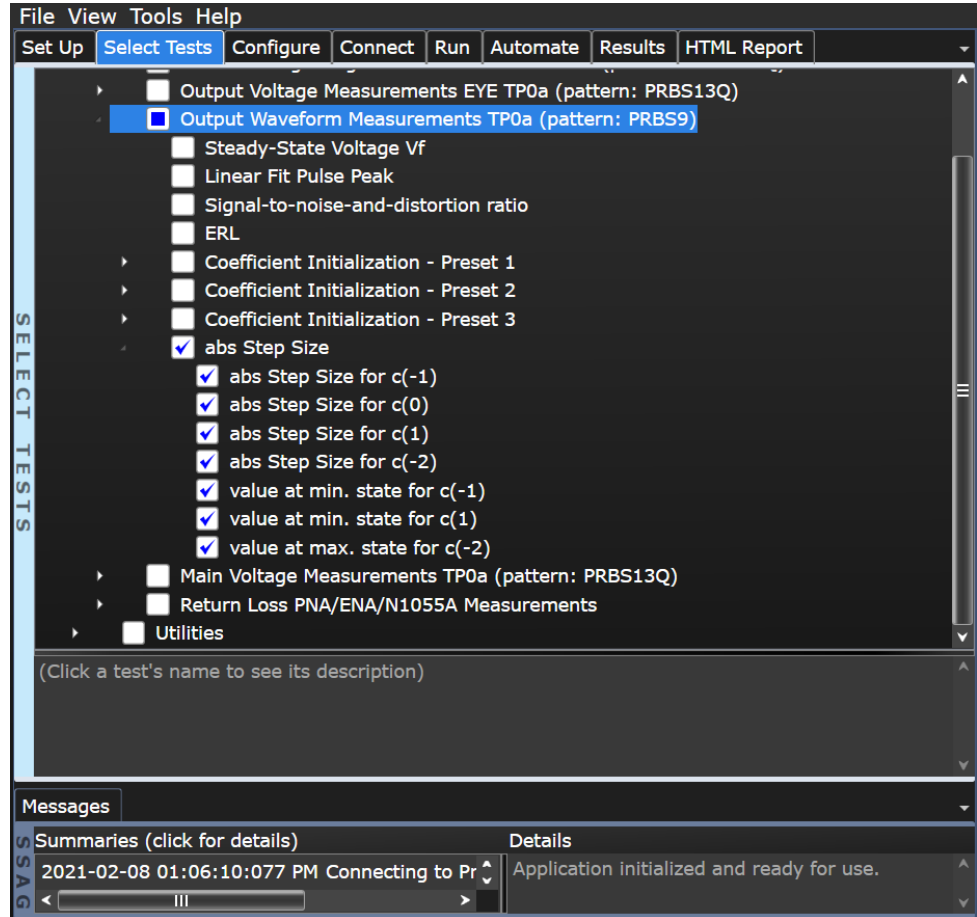 File View Tools Help
Set Up Select Tests Configure Connect Run Automate Results HTML Report
Output Voltage Measurements EYE TP0a (pattern: PRBS13Q)
Output Waveform Measurements TP0a (pattern: PRBS9)
Steady-State Voltage Vf
Linear Fit Pulse Peak
Signal-to-noise-and-distortion ratio
ERL
Coefficient Initialization - Preset 1
Coefficient Initialization - Preset 2
Coefficient Initialization - Preset 3
abs Step Size
abs Step Size for c(-1)
abs Step Size for c(0)
abs Step Size for c(1)
abs Step Size for c(-2)
value at min. state for c(-1)
value at min. state for c(1)
value at max. state for c(-2)
Main Voltage Measurements TP0a (pattern: PRBS13Q)
Return Loss PNA/ENA/N1055A Measurements
Utilities
SELECT TESTS
(Click a test's name to see its description)
Messages
Summaries (click for details) Details
2021-02-08 01:06:10:077 PM Connecting to Pr Application initialized and ready for use.
SSAG